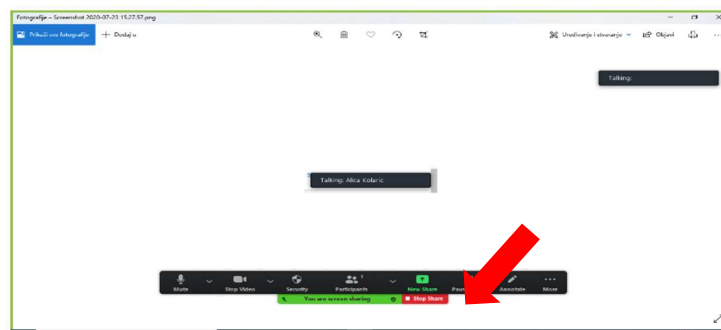 Fotografije – Screenshot 2020-07-23 15.27.57.png
Prikaži sve fotografije
Dodaj u
Uređivanje i stvaranje
Objavi
Talking:
Talking: Alica Kolaric
1
Mute
Stop Video
Security
Participants
New Share
Annotate
More
You are screen sharing
Stop Share